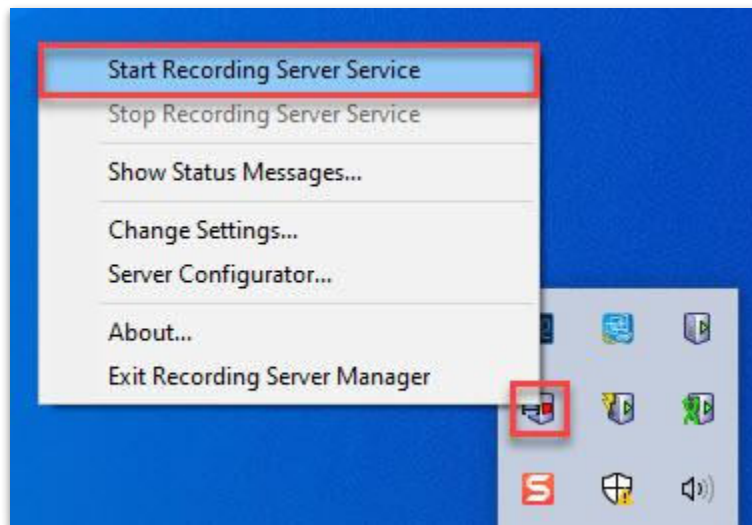 Start Recording Server Service
Stop Recording Server Service
Show Status Messages...
Change Settings...
Server Configurator...
About...
Exit Recording Server Manager